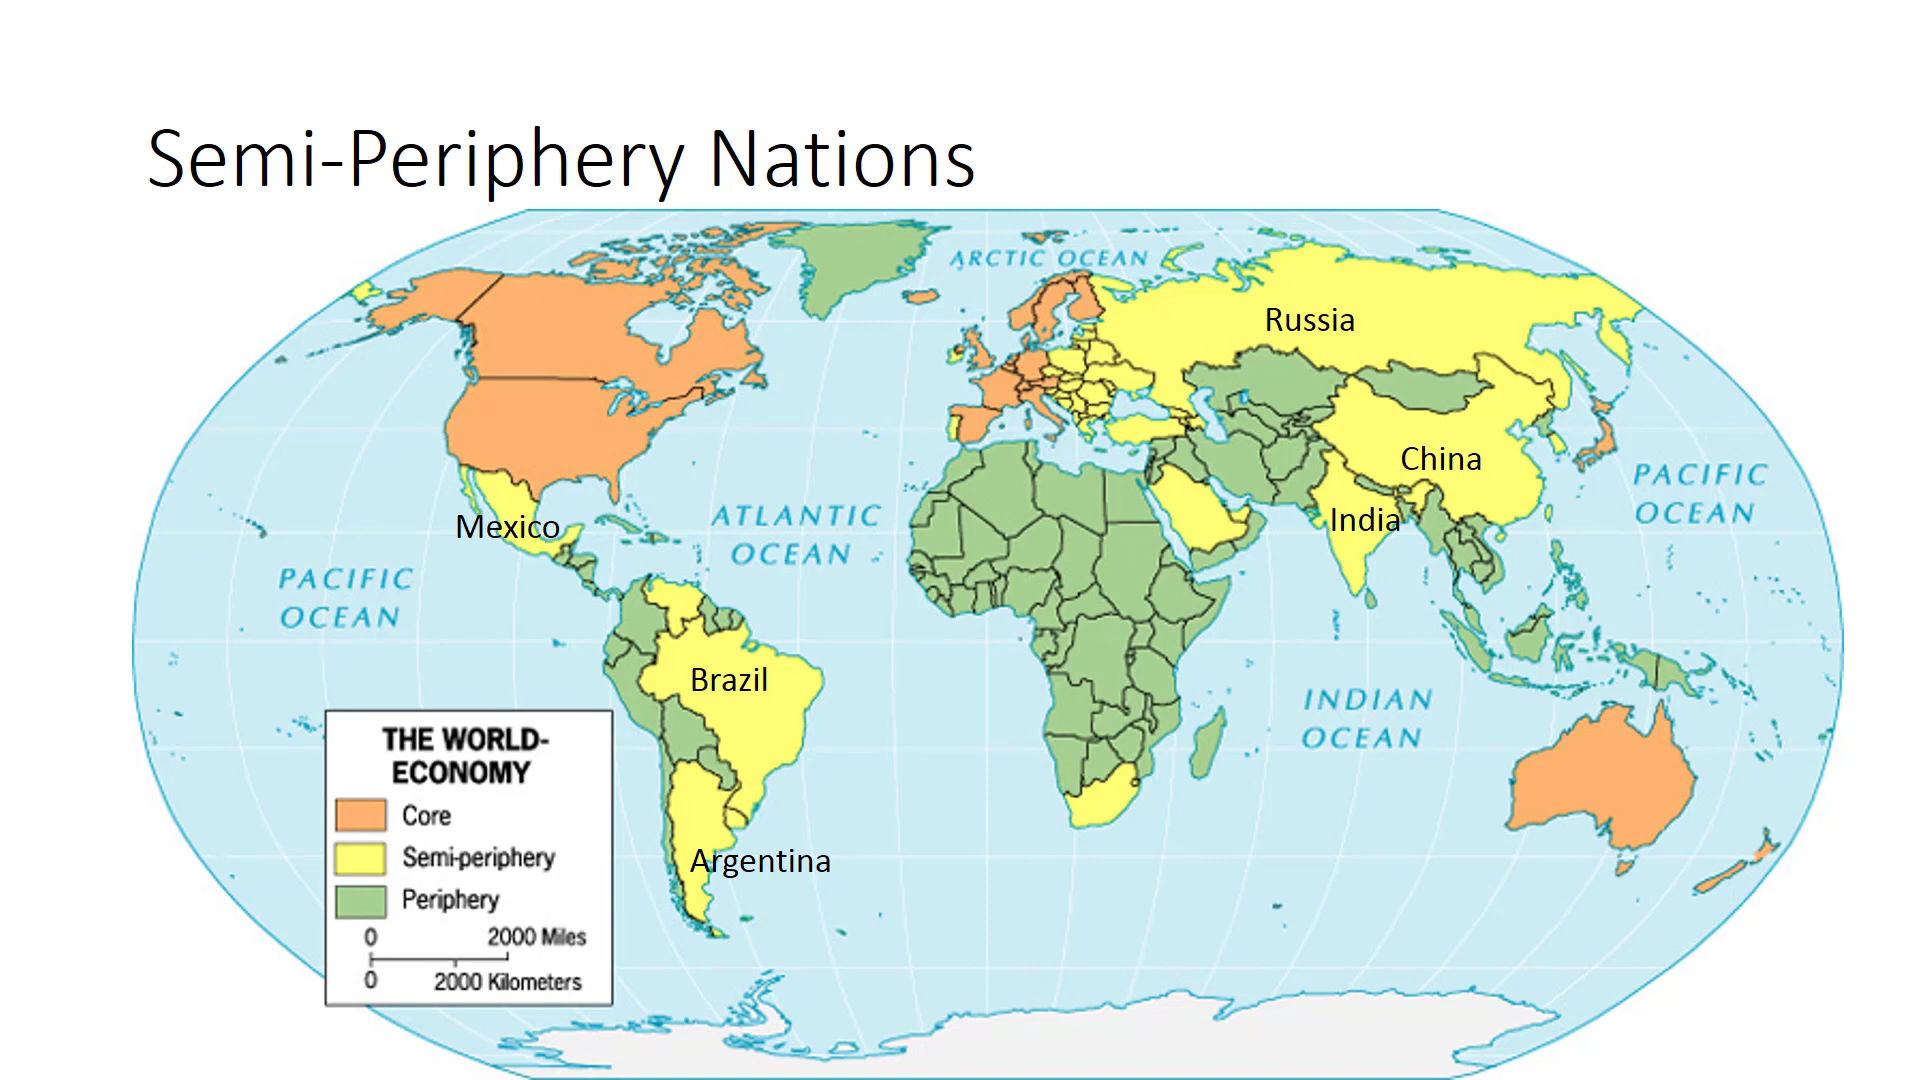 Semi-Periphery Nations
ARCTIC OCEAN
Russia
China
PACIFIC
OCEAN
Mexico
ATLANTIC
OCEAN
India
PACIFIC
OCEAN
Brazil
INDIAN
OCEAN
Argentina
THE WORLD-
ECONOMY
Core
Semi-periphery
Periphery
0 2000 Miles
0 2000 Kilometers